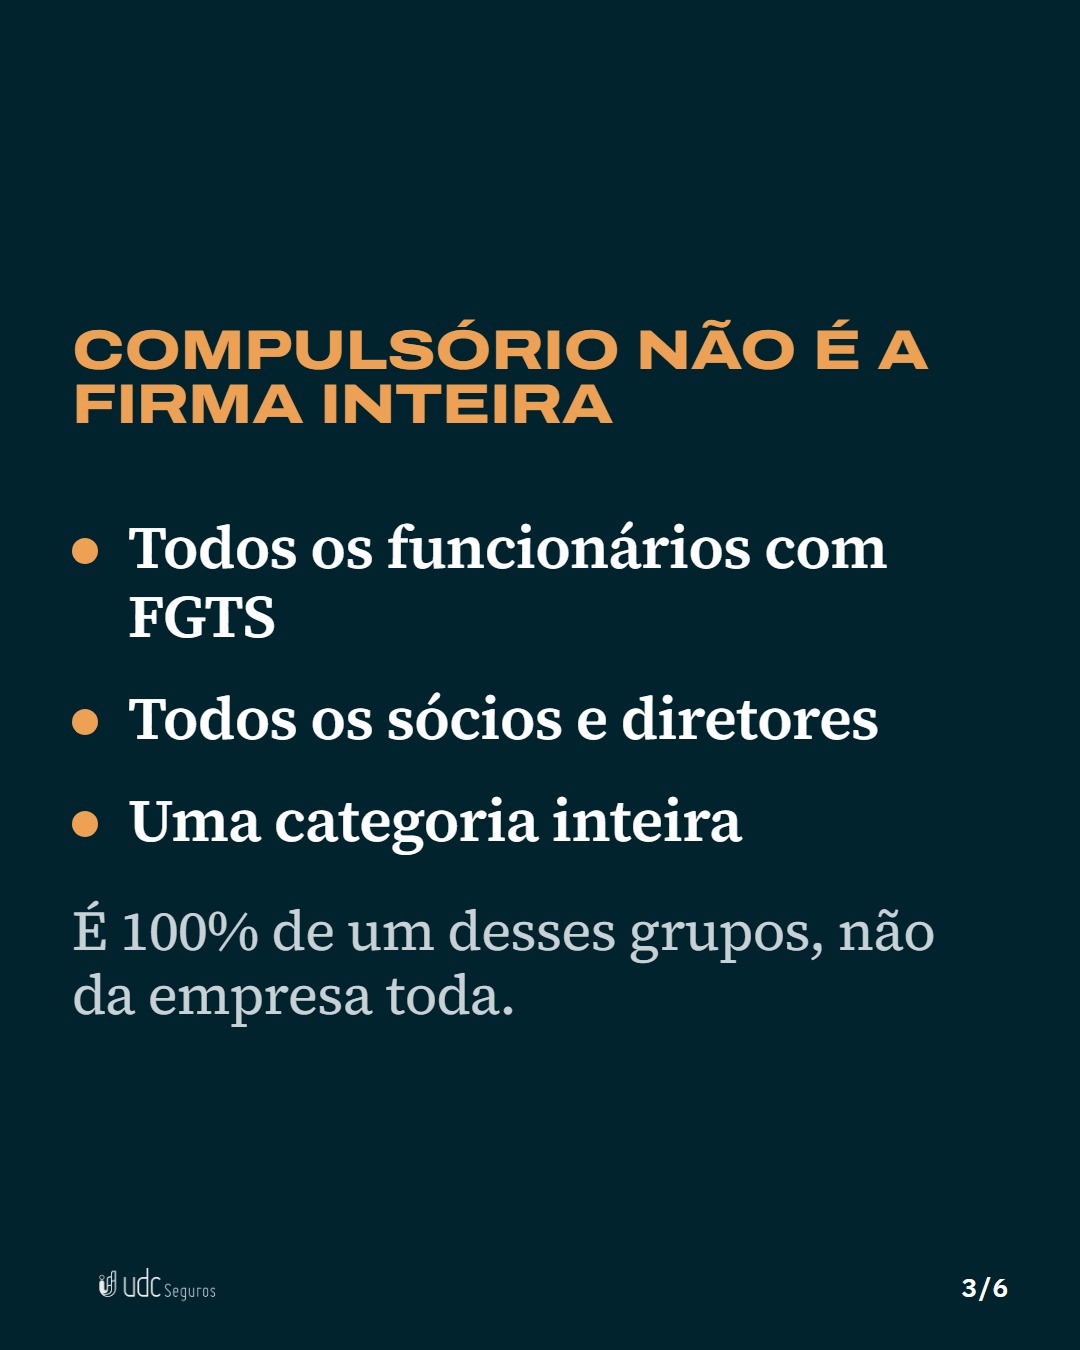 COMPULSÓRIO NÃO É A
FIRMA INTEIRA
Todos os funcionários com
FGTS
Todos os sócios e diretores
Uma categoria inteira
É 100% de um desses grupos, não
da empresa toda.
udc Seguros
3/6